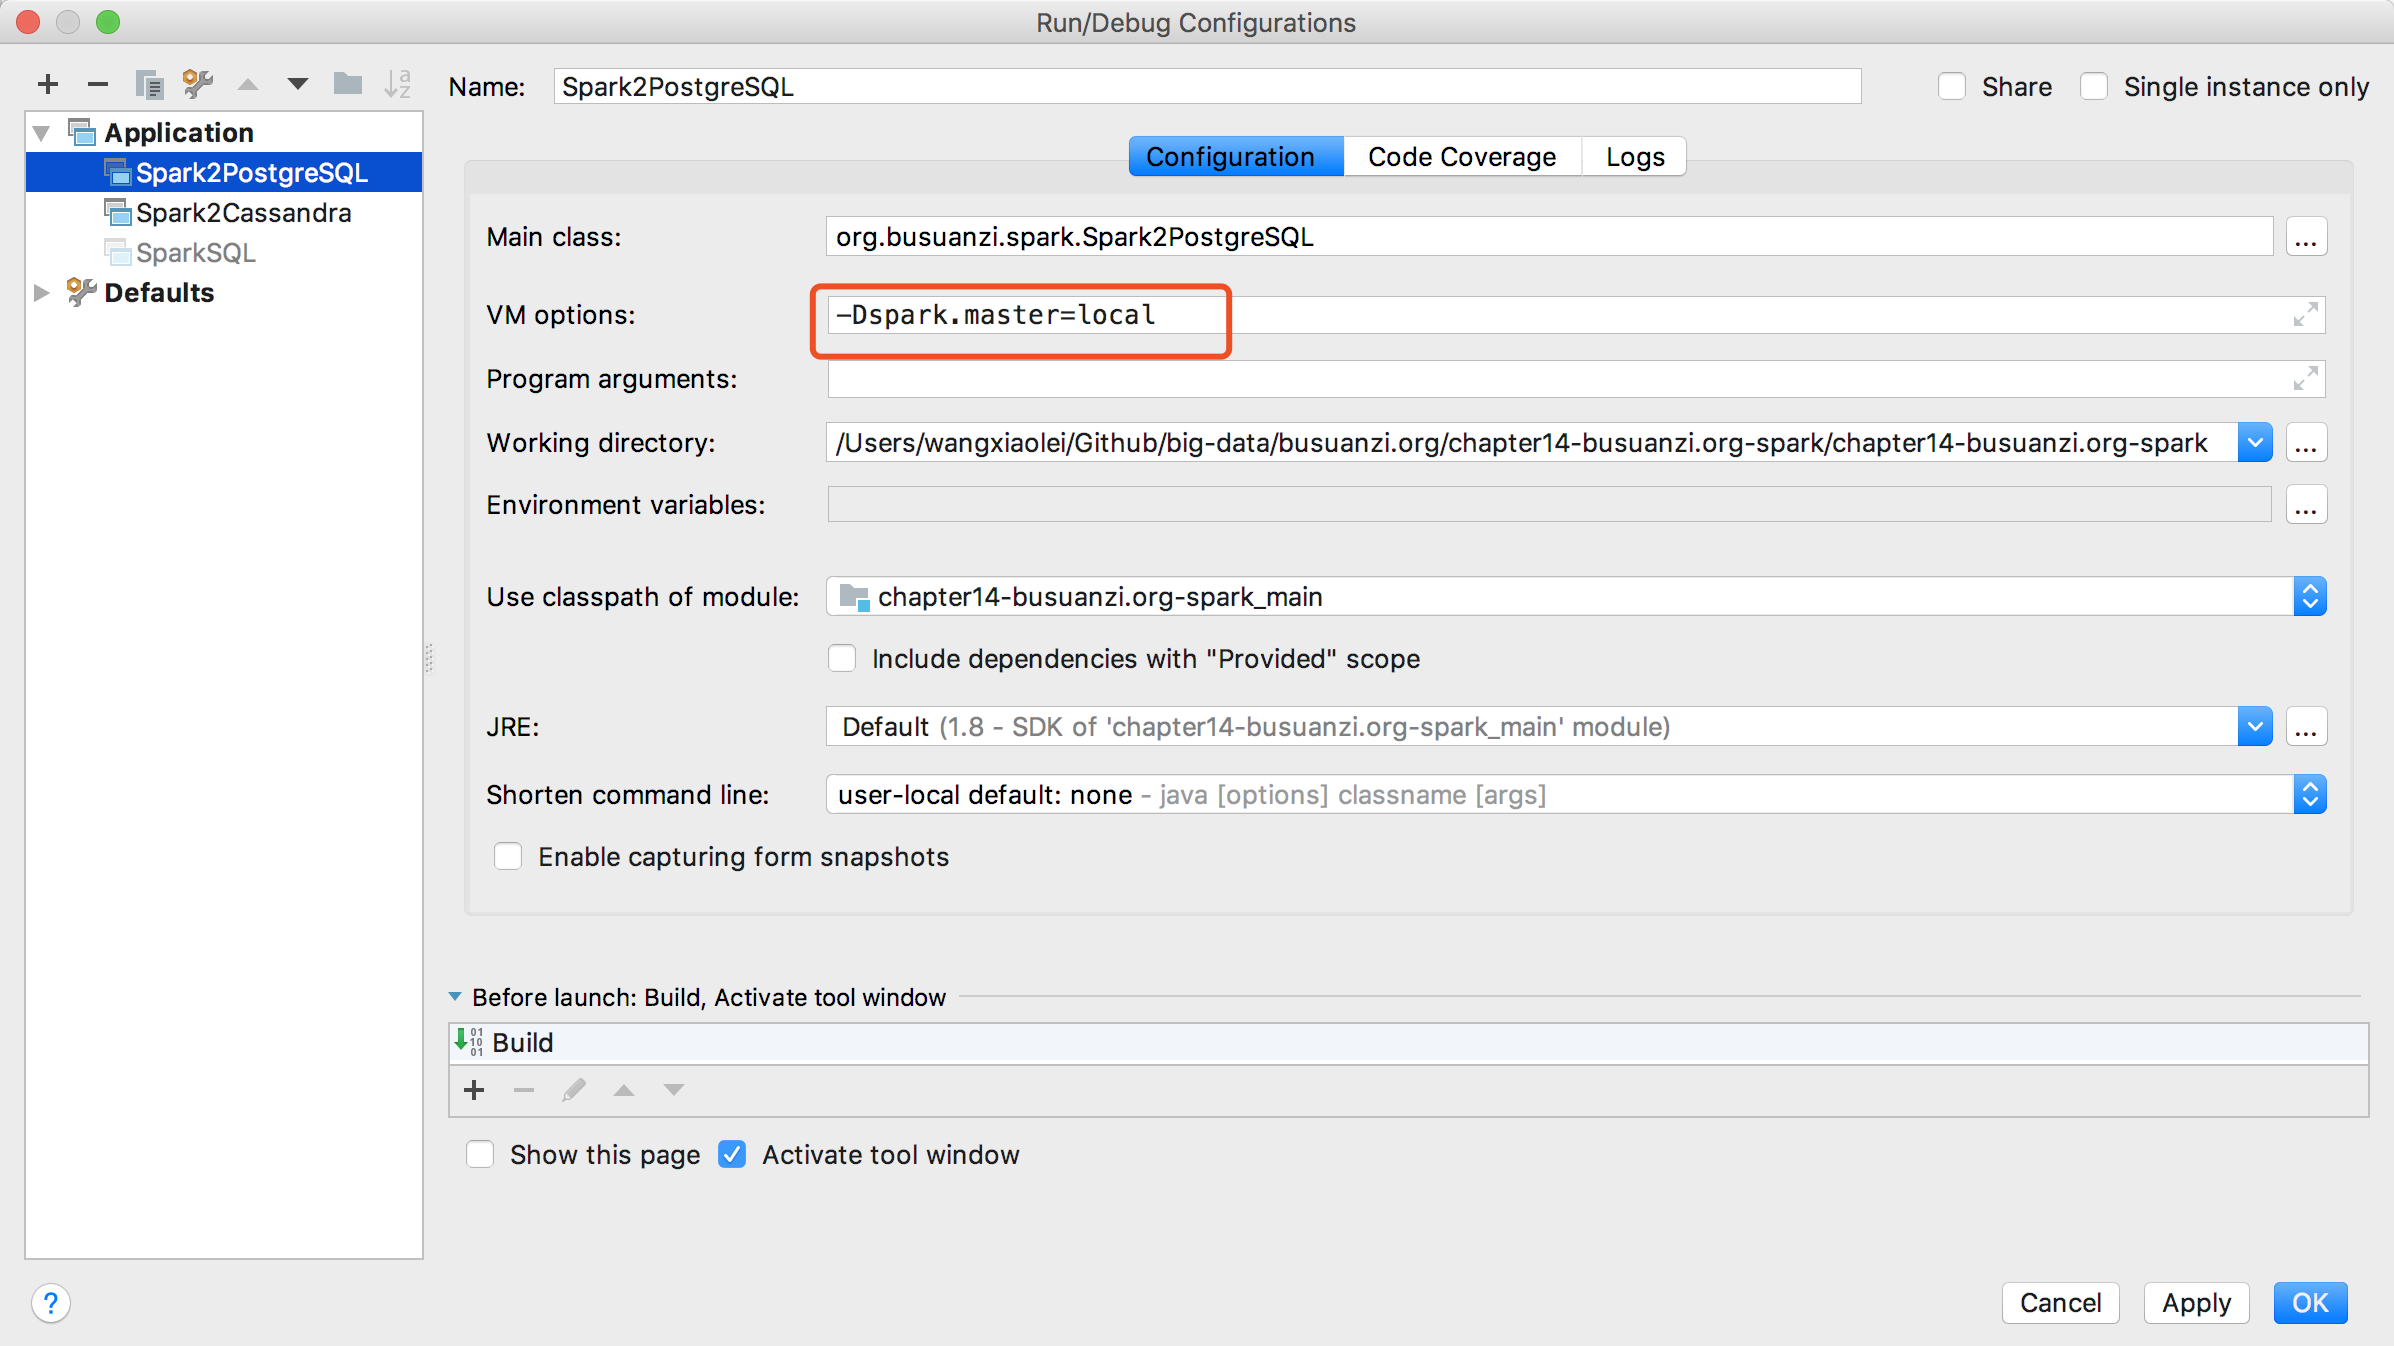 Run/Debug Configurations
Name: Spark2PostgreSQL Share Single instance only
Application
Spark2PostgreSQL
Spark2Cassandra
SparkSQL
Defaults
Configuration Code Coverage Logs
Main class: org.busuanzi.spark.Spark2PostgreSQL ...
VM options: -Dspark.master=local
Program arguments:
Working directory: /Users/wangxiaolei/Github/big-data/busuanzi.org/chapter14-busuanzi.org-spark/chapter14-busuanzi.org-spark ...
Environment variables: ...
Use classpath of module: chapter14-busuanzi.org-spark_main
Include dependencies with "Provided" scope
JRE: Default (1.8 - SDK of 'chapter14-busuanzi.org-spark_main' module) ...
Shorten command line: user-local default: none - java [options] classname [args]
Enable capturing form snapshots
Before launch: Build, Activate tool window
Build
Show this page Activate tool window
? Cancel Apply OK